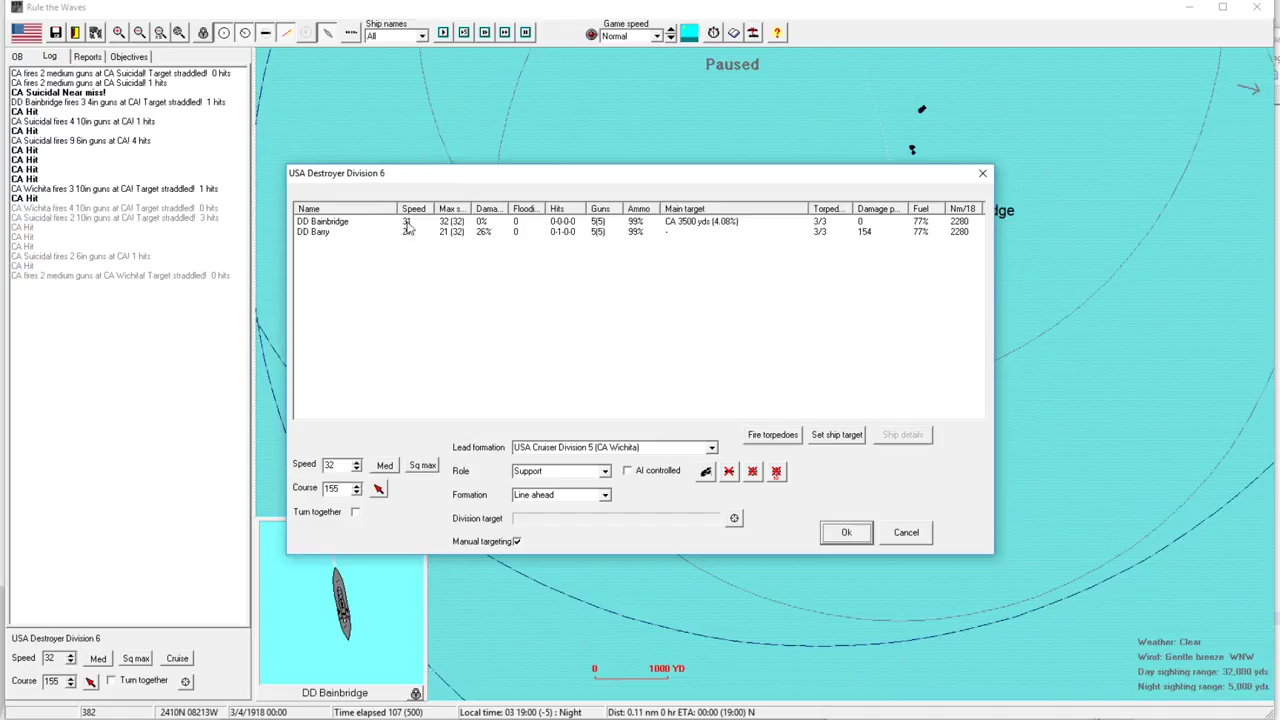 Rule the Waves
Ship names
All
Game speed
Normal
OB Log Reports Objectives
CA fires 2 medium guns at CA Suicidal! Target straddled! 0 hits
CA fires 2 medium guns at CA Suicidal! 1 hits
CA Suicidal Near miss!
DD Bainbridge fires 3 4in guns at CA! Target straddled! 1 hits
CA Hit
CA Suicidal fires 4 10in guns at CA! 1 hits
CA Hit
CA Suicidal fires 9 6in guns at CA! 4 hits
CA Hit
CA Hit
CA Hit
CA Hit
CA Wichita fires 3 10in guns at CA! Target straddled! 1 hits
CA Hit
CA Wichita fires 4 10in guns at CA! Target straddled! 0 hits
CA Suicidal fires 2 10in guns at CA! Target straddled! 3 hits
CA Hit
CA Hit
CA Hit
CA Suicidal fires 2 6in guns at CA! 1 hits
CA Hit
CA fires 2 medium guns at CA Wichita! Target straddled! 0 hits
Paused
USA Destroyer Division 6
Name Speed Max s... Dama... Floodi... Hits Guns Ammo Main target Torped... Damage p... Fuel Nm/18
DD Bainbridge 31 32 (32) 0% 0 0-0-0-0 5(5) 99% CA 3500 yds (4.08%) 3/3 0 77% 2280
DD Barry 21 (32) 26% 0 0-1-0-0 5(5) 99% - 3/3 154 77% 2280
Lead formation USA Cruiser Division 5 (CA Wichita)
Fire torpedoes Set ship target Ship details
Speed 32 Med Sq max
Role Support AI controlled
Course 155
Formation Line ahead
Turn together
Division target
Manual targeting
Ok Cancel
USA Destroyer Division 6
Speed 32 Med Sq max Cruise
Course 155 Turn together
DD Bainbridge
0 1000 YD
Weather: Clear
Wind: Gentle breeze WNW
Day sighting range: 32,000 yds
Night sighting range: 5,000 yds
382 2410N 08213W 3/4/1918 00:00 Time elapsed 107 (500) Local time: 03 19:00 (-5) : Night Dist: 0.11 nm 0 hr ETA: 00:00 (19:00) N